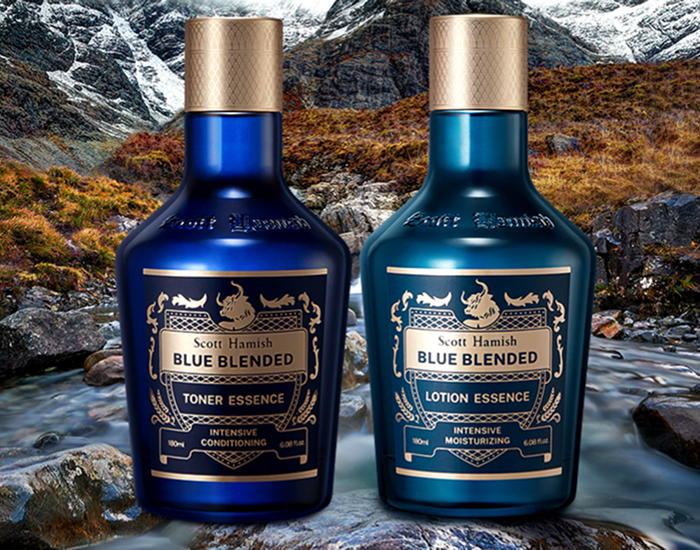 Scott Hamish
Scott Hamish
BLUE BLENDED
TONER ESSENCE
INTENSIVE
CONDITIONING
180ml
6.08 fl.oz.
Scott Hamish
Scott Hamish
BLUE BLENDED
LOTION ESSENCE
INTENSIVE
MOISTURIZING
180ml
6.08 fl.oz.